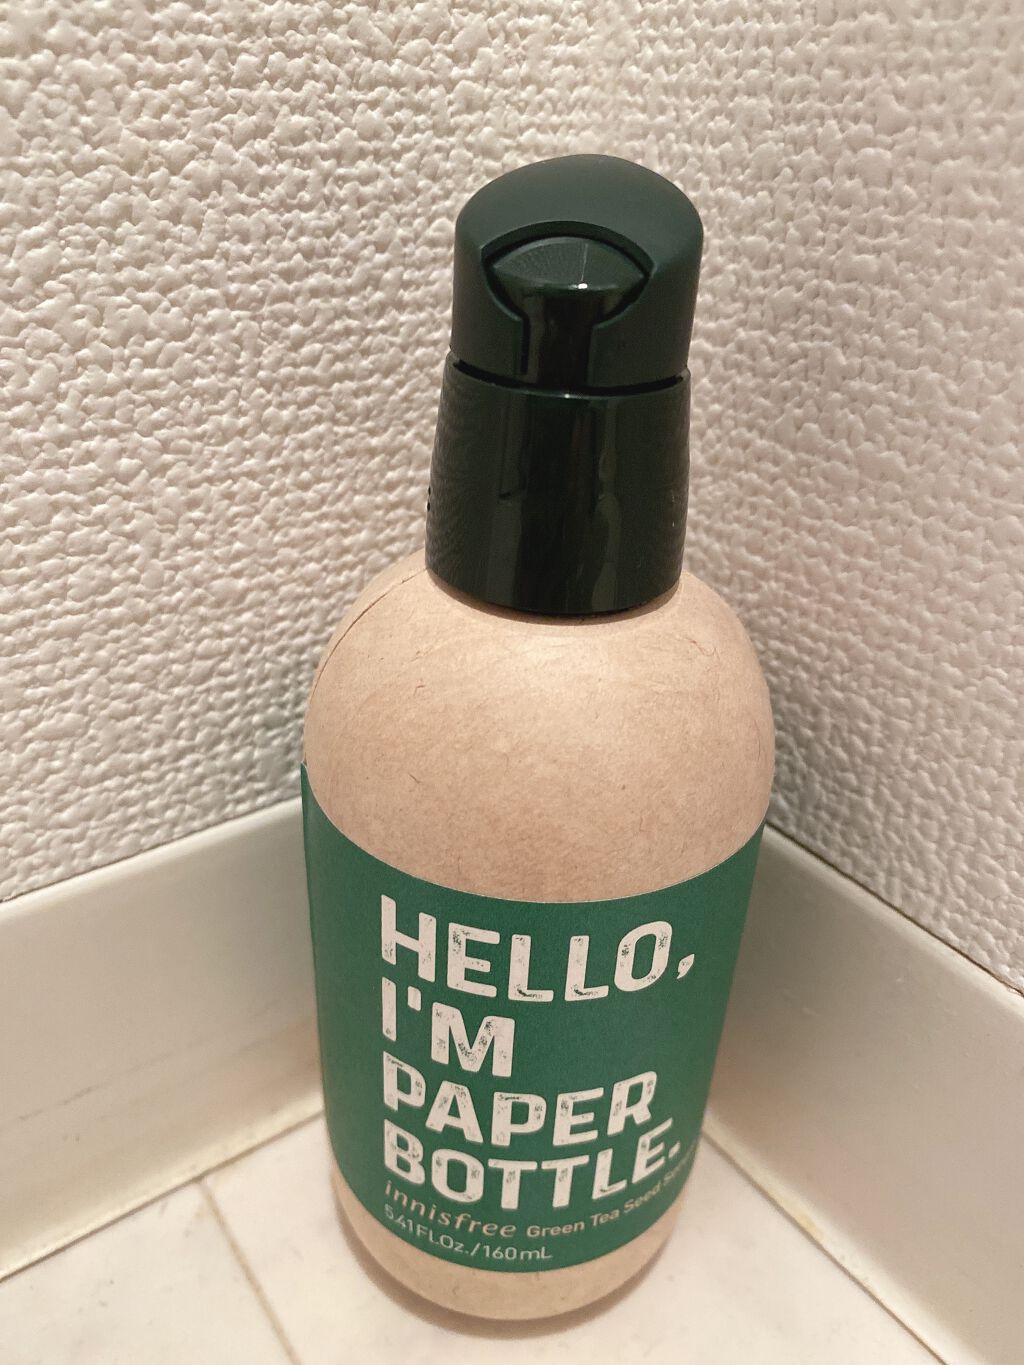 HELLO,
I'M
PAPER
BOTTLE.
innisfree Green Tea Seed
5.41FL.Oz./160mL